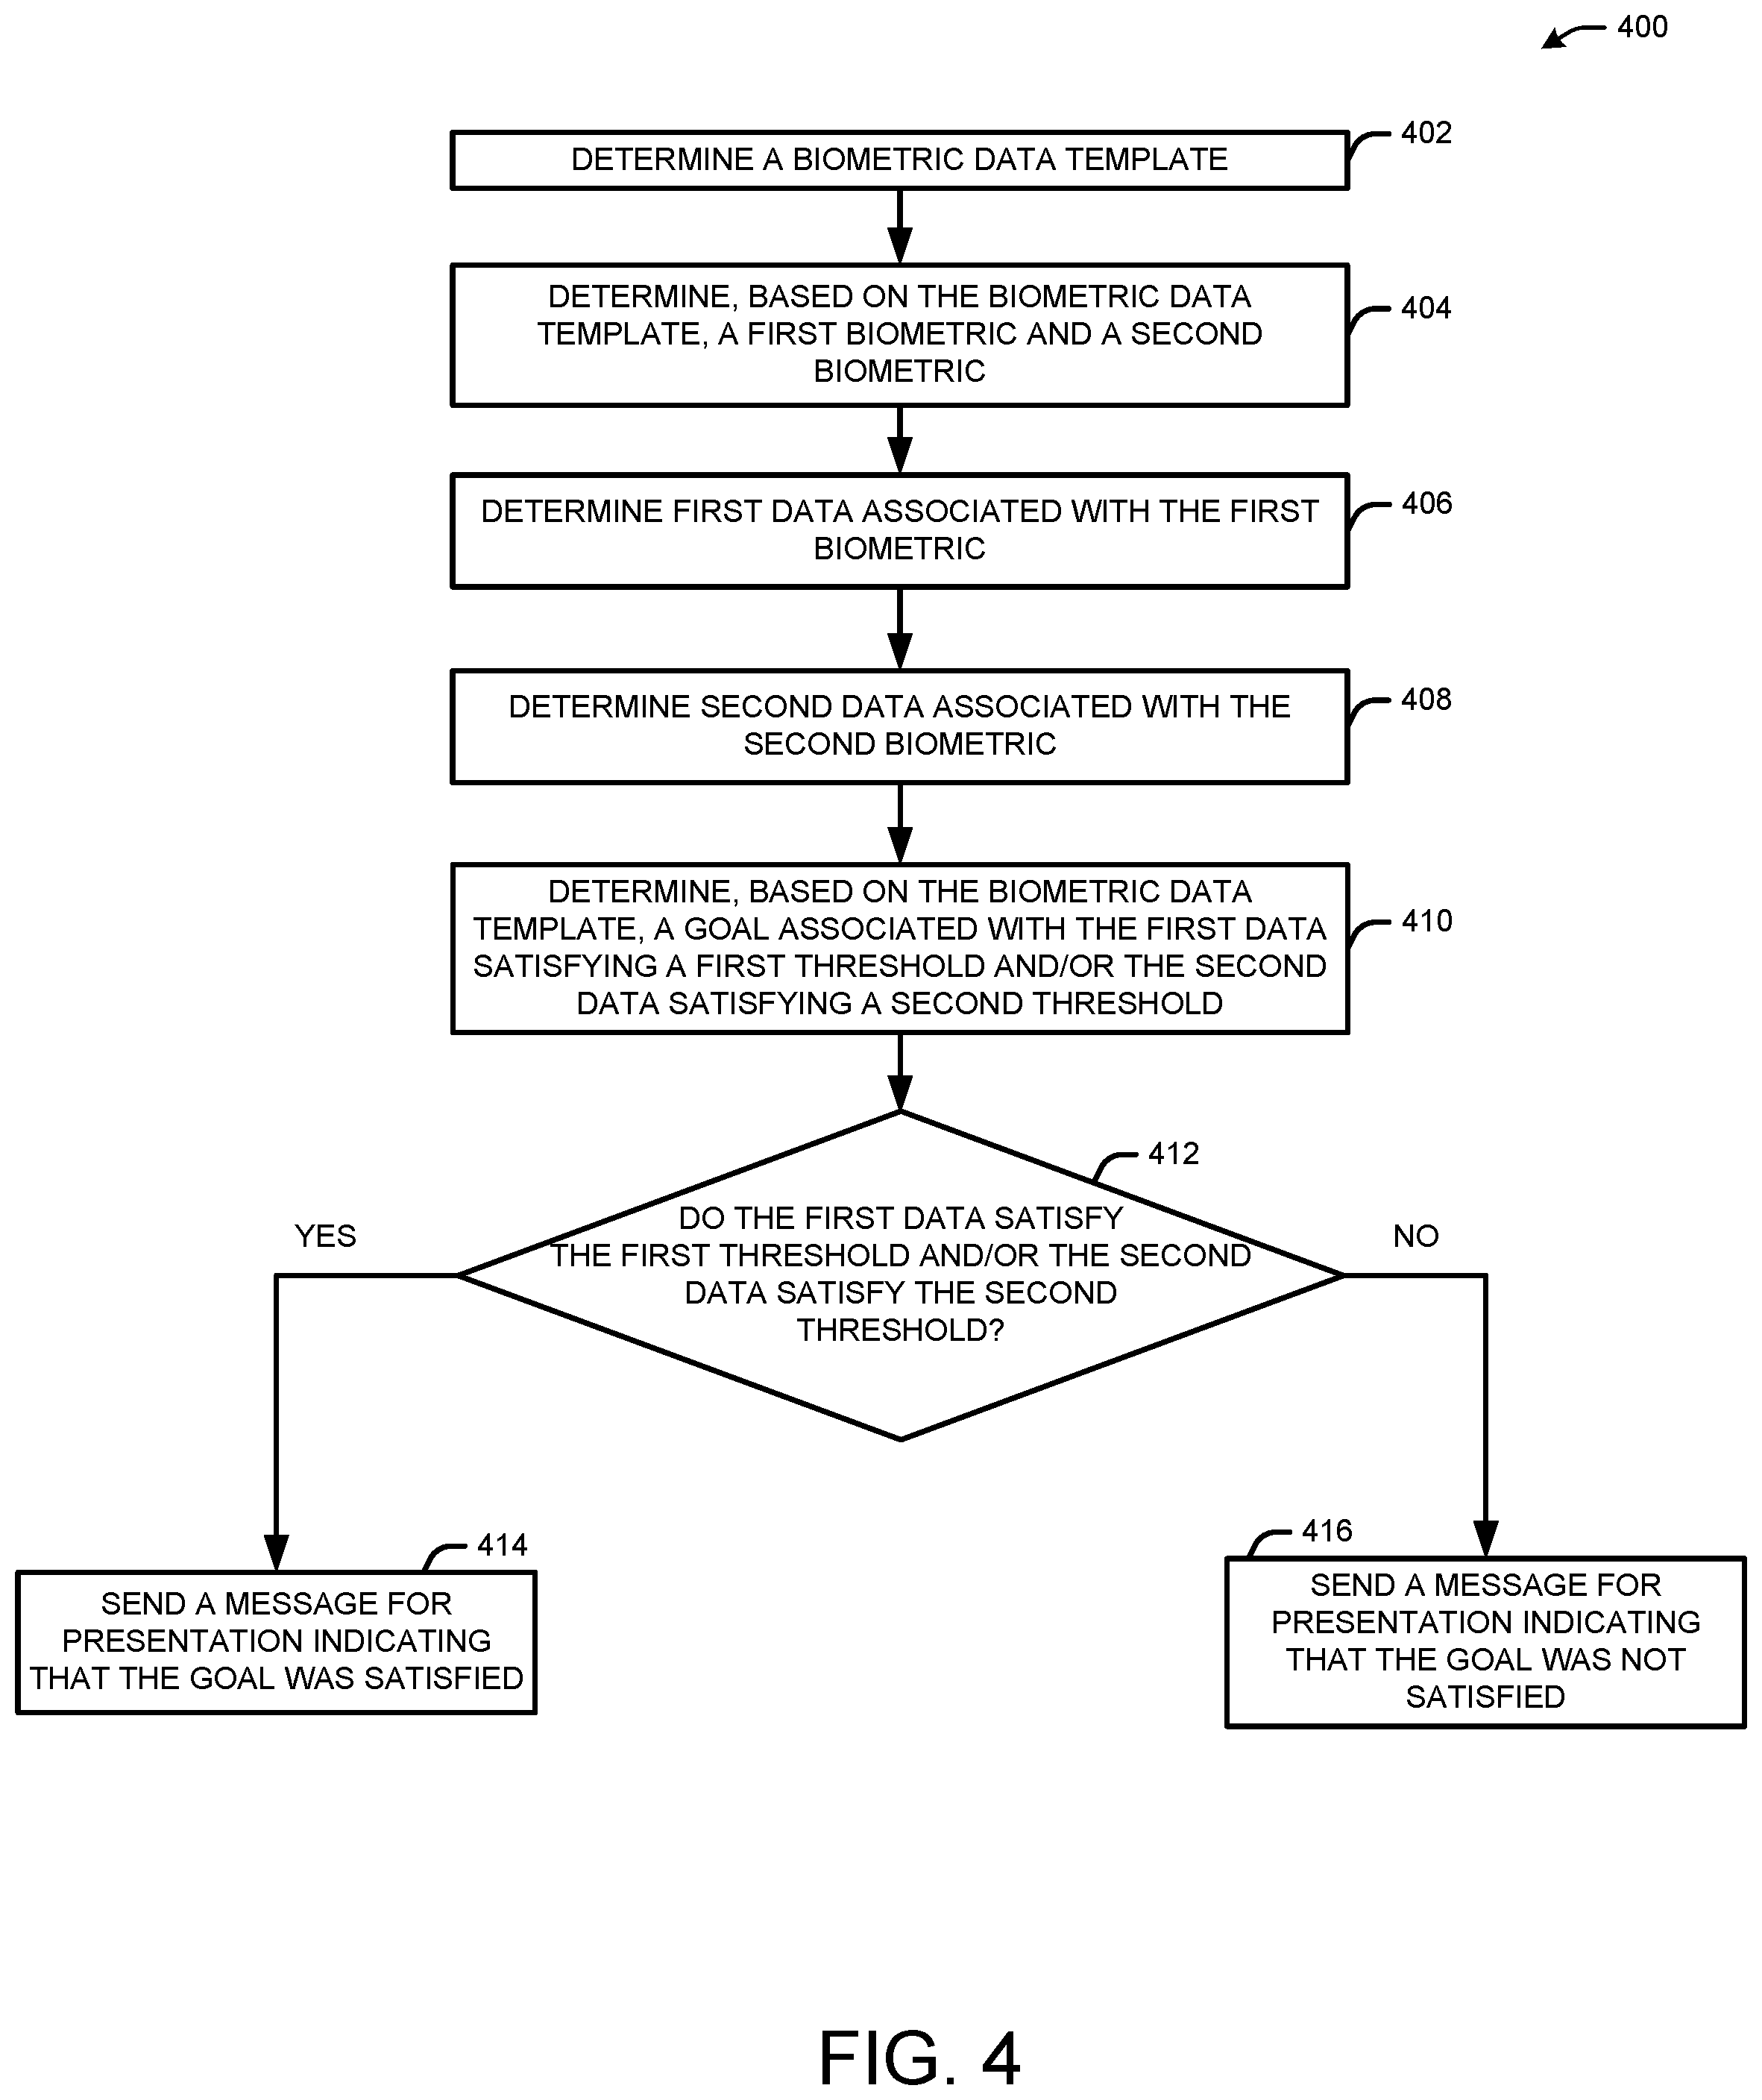 400
402
DETERMINE A BIOMETRIC DATA TEMPLATE
404
DETERMINE, BASED ON THE BIOMETRIC DATA
TEMPLATE, A FIRST BIOMETRIC AND A SECOND
BIOMETRIC
406
DETERMINE FIRST DATA ASSOCIATED WITH THE FIRST
BIOMETRIC
408
DETERMINE SECOND DATA ASSOCIATED WITH THE
SECOND BIOMETRIC
410
DETERMINE, BASED ON THE BIOMETRIC DATA
TEMPLATE, A GOAL ASSOCIATED WITH THE FIRST DATA
SATISFYING A FIRST THRESHOLD AND/OR THE SECOND
DATA SATISFYING A SECOND THRESHOLD
412
DO THE FIRST DATA SATISFY
THE FIRST THRESHOLD AND/OR THE SECOND
DATA SATISFY THE SECOND
THRESHOLD?
YES
NO
414
SEND A MESSAGE FOR
PRESENTATION INDICATING
THAT THE GOAL WAS SATISFIED
416
SEND A MESSAGE FOR
PRESENTATION INDICATING
THAT THE GOAL WAS NOT
SATISFIED
FIG. 4